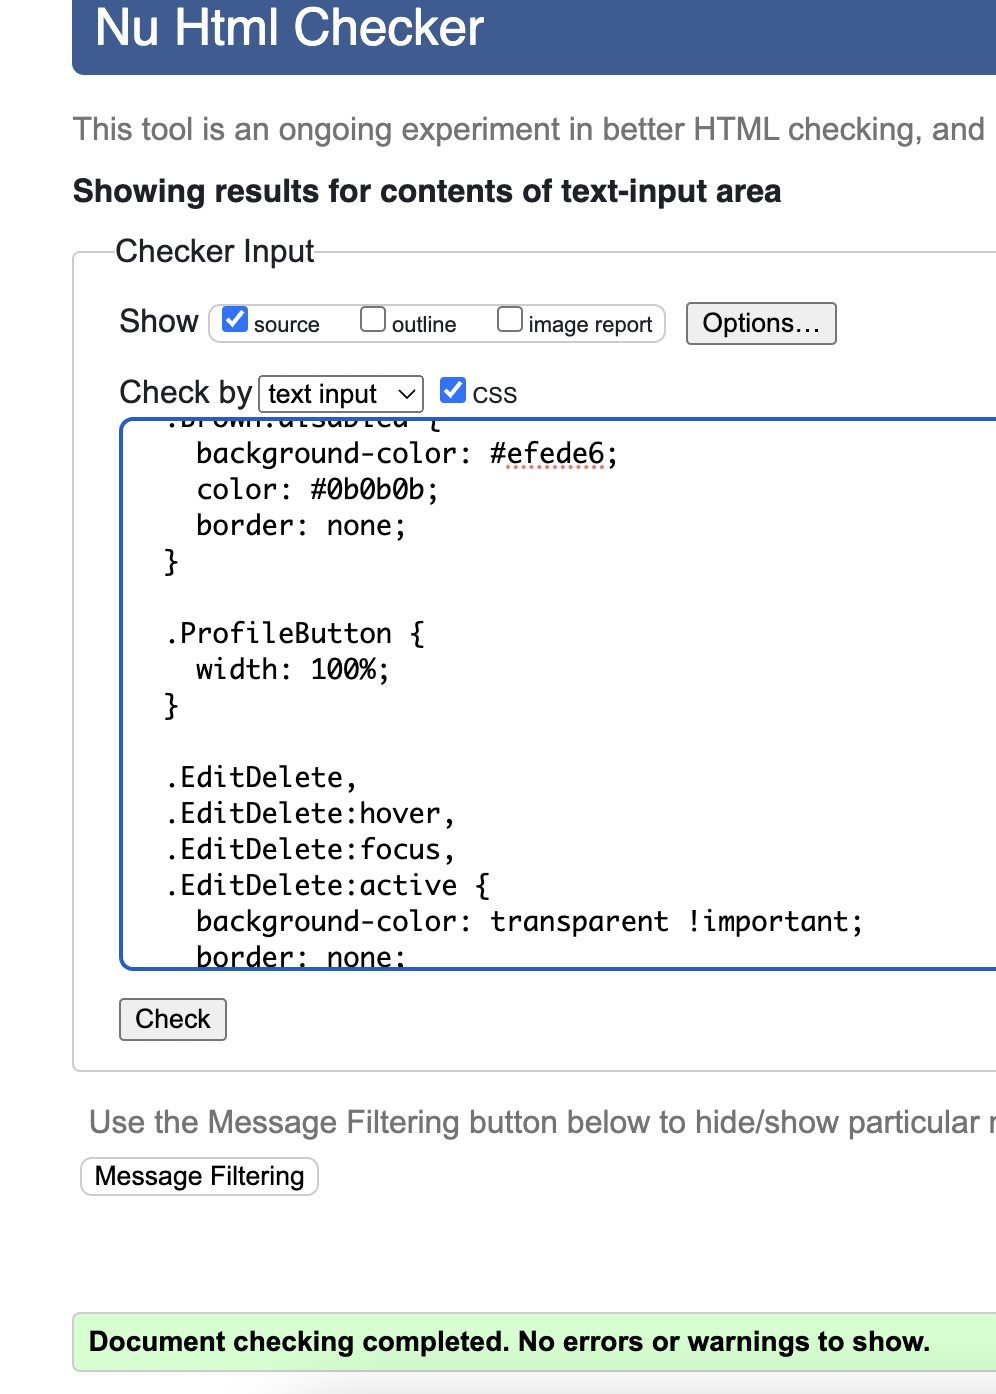 Nu Html Checker
This tool is an ongoing experiment in better HTML checking, and
Showing results for contents of text-input area
Checker Input
Show source outline image report Options...
Check by text input CSS
.Brown:disabled {
background-color: #efede6;
color: #0b0b0b;
border: none;
}
.ProfileButton {
width: 100%;
}
.EditDelete,
.EditDelete:hover,
.EditDelete:focus,
.EditDelete:active {
background-color: transparent !important;
border: none;
Check
Use the Message Filtering button below to hide/show particular
Message Filtering
Document checking completed. No errors or warnings to show.